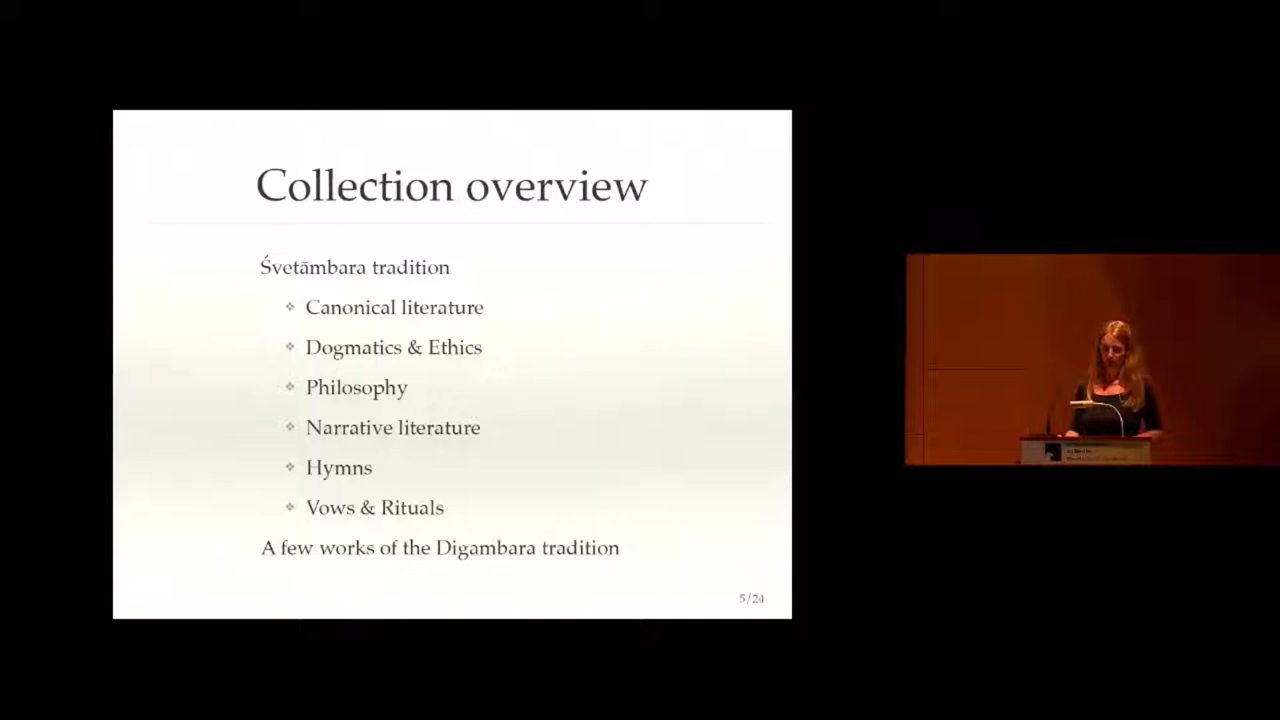 Collection overview
Śvetāmbara tradition
Canonical literature
Dogmatics & Ethics
Philosophy
Narrative literature
Hymns
Vows & Rituals
A few works of the Digambara tradition
5/24